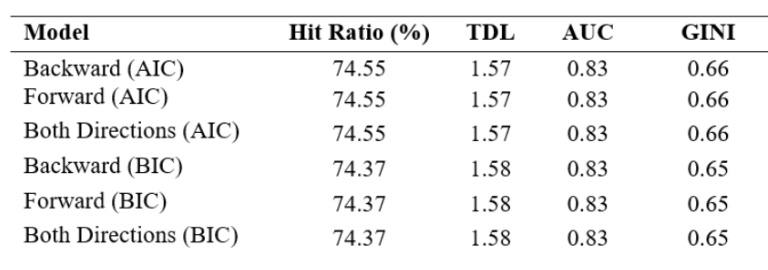 Model Hit Ratio (%) TDL AUC GINI
Backward (AIC) 74.55 1.57 0.83 0.66
Forward (AIC) 74.55 1.57 0.83 0.66
Both Directions (AIC) 74.55 1.57 0.83 0.66
Backward (BIC) 74.37 1.58 0.83 0.65
Forward (BIC) 74.37 1.58 0.83 0.65
Both Directions (BIC) 74.37 1.58 0.83 0.65